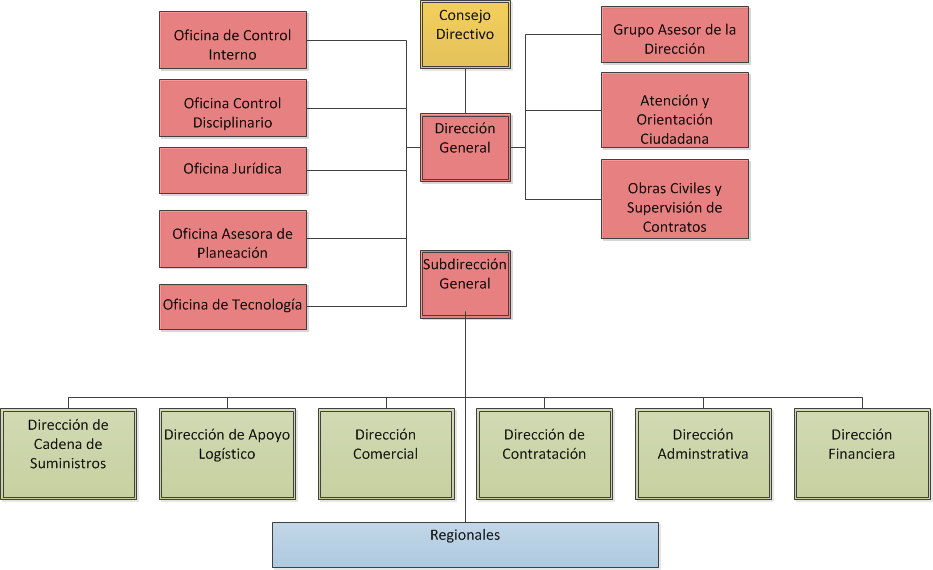 Consejo
Directivo
Oficina de Control
Interno
Oficina Control
Disciplinario
Oficina Jurídica
Oficina Asesora de
Planeación
Oficina de Tecnología
Dirección
General
Grupo Asesor de la
Dirección
Atención y
Orientación
Ciudadana
Obras Civiles y
Supervisión de
Contratos
Subdirección
General
Dirección de
Cadena de
Suministros
Dirección de Apoyo
Logístico
Dirección
Comercial
Dirección de
Contratación
Dirección
Adminstrativa
Dirección
Financiera
Regionales